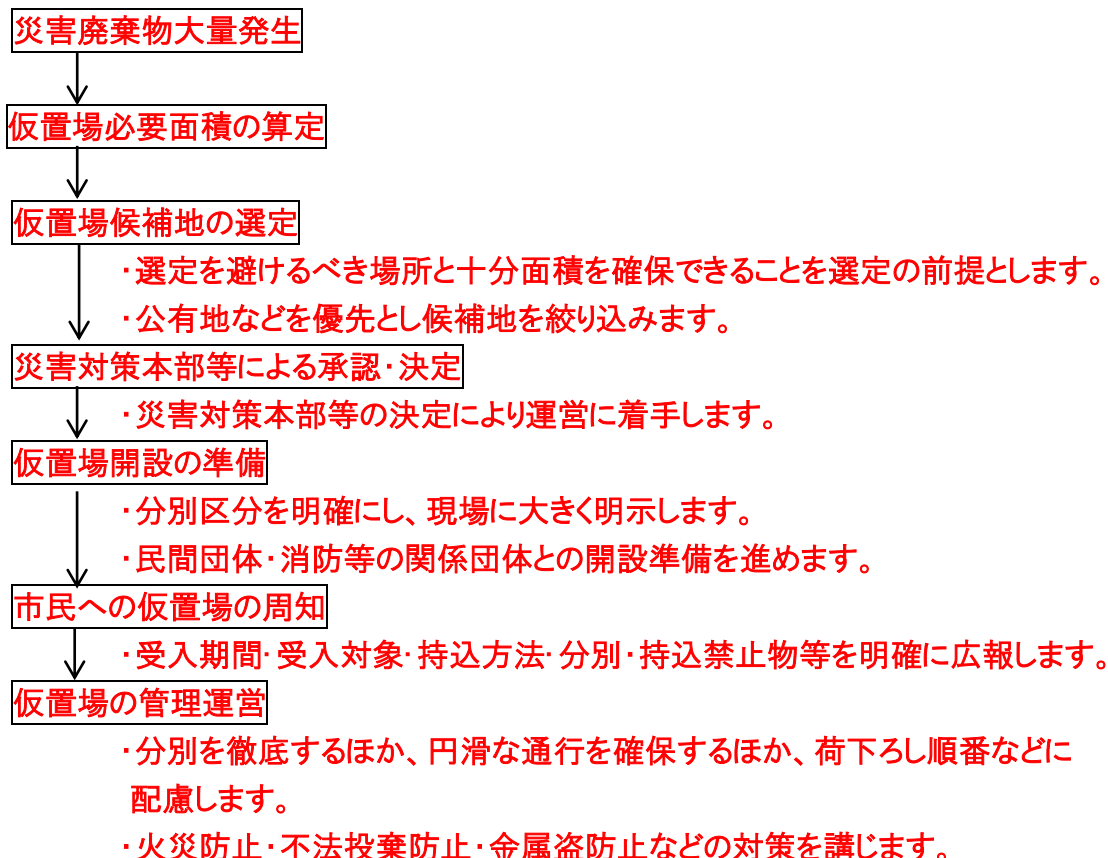 災害廃棄物大量発生
仮置場必要面積の算定
仮置場候補地の選定
・選定を避けるべき場所と十分面積を確保できることを選定の前提とします。
・公有地などを優先とし候補地を絞り込みます。
災害対策本部等による承認・決定
・災害対策本部等の決定により運営に着手します。
仮置場開設の準備
・分別区分を明確にし、現場に大きく明示します。
・民間団体・消防等の関係団体との開設準備を進めます。
市民への仮置場の周知
・受入期間・受入対象・持込方法・分別・持込禁止物等を明確に広報します。
仮置場の管理運営
・分別を徹底するほか、円滑な通行を確保するほか、荷下ろし順番などに
配慮します。
・火災防止・不法投棄防止・金属盗防止などの対策を講じます。